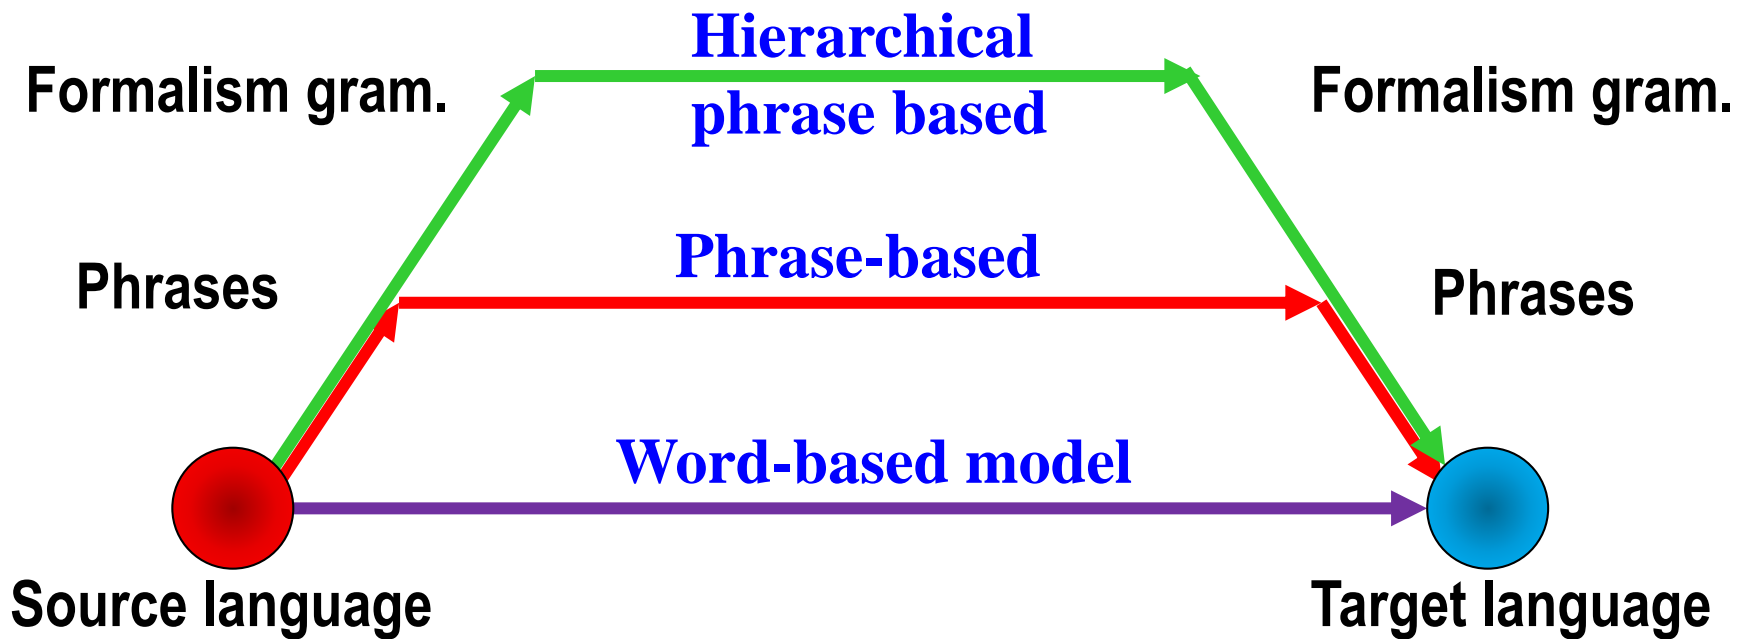 Hierarchical
Formalism gram.
Formalism gram.
phrase based
Phrase-based
Phrases
Phrases
Word-based model
Source language
Target language